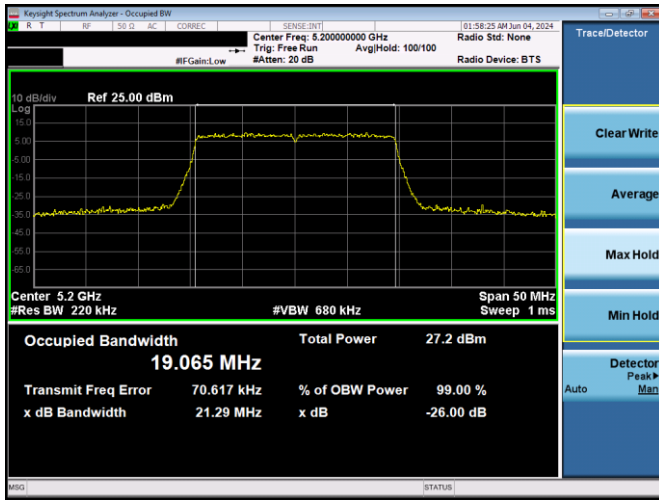 Keysight Spectrum Analyzer - Occupied BW
R T RF 50 Ω AC CORREC SENSE:INT 01:58:25 AM Jun 04, 2024
Center Freq: 5.200000000 GHz Radio Std: None
Trig: Free Run Avg|Hold: 100/100
#IFGain:Low #Atten: 20 dB Radio Device: BTS
Trace/Detector
10 dB/div Ref 25.00 dBm
Log
15.0
5.00
-5.00
-15.0
-25.0
-35.0
-45.0
-55.0
-65.0
Center 5.2 GHz Span 50 MHz
#Res BW 220 kHz #VBW 680 kHz Sweep 1 ms
Occupied Bandwidth Total Power 27.2 dBm
19.065 MHz
Transmit Freq Error 70.617 kHz % of OBW Power 99.00 %
x dB Bandwidth 21.29 MHz x dB -26.00 dB
Clear Write
Average
Max Hold
Min Hold
Detector
Peak▶
Auto Man
MSG STATUS